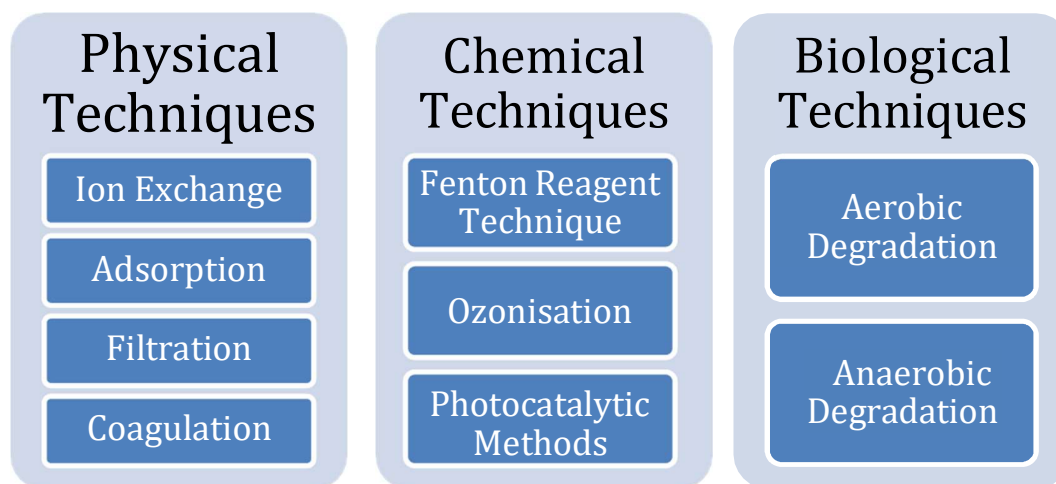 Physical
Techniques
Ion Exchange
Adsorption
Filtration
Coagulation
Chemical
Techniques
Fenton Reagent
Technique
Ozonisation
Photocatalytic
Methods
Biological
Techniques
Aerobic
Degradation
Anaerobic
Degradation